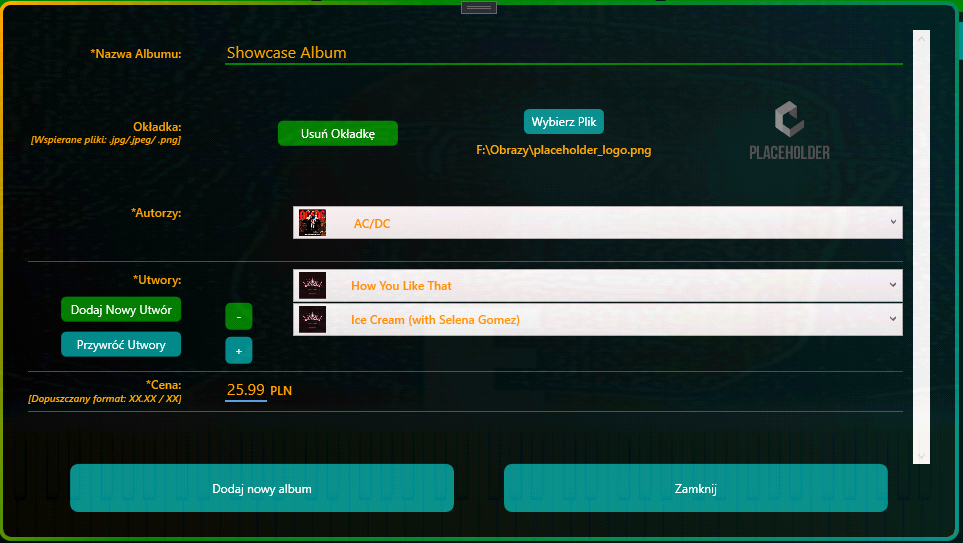 *Nazwa Albumu:
Showcase Album
Okładka:
[Wspierane pliki: .jpg/.jpeg/ .png]
Usuń Okładkę
Wybierz Plik
F:\Obrazy\placeholder_logo.png
PLACEHOLDER
*Autorzy:
AC/DC
AC/DC
*Utwory:
How You Like That
Dodaj Nowy Utwór
-
Ice Cream (with Selena Gomez)
Przywróć Utwory
+
*Cena:
[Dopuszczany format: XX.XX / XX]
25.99 PLN
Dodaj nowy album
Zamknij